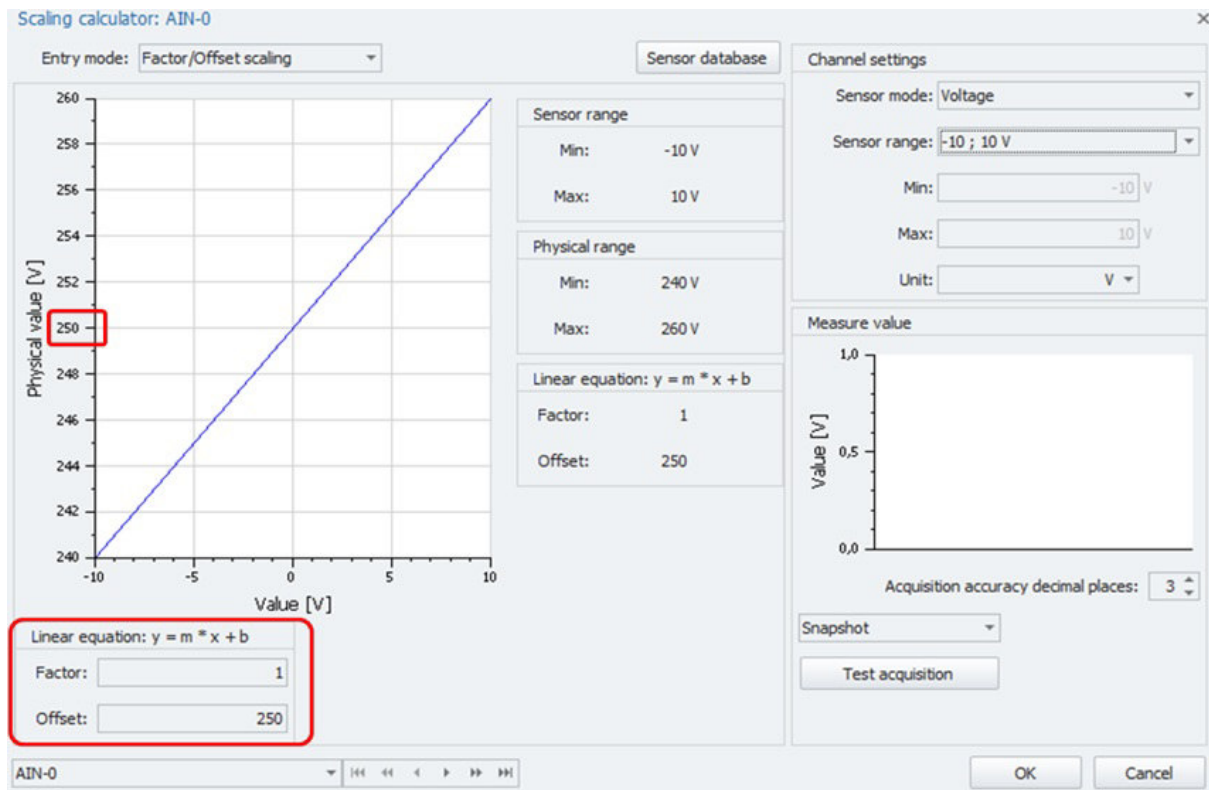 Scaling calculator: AIN-0
Entry mode: Factor/Offset scaling
Sensor database
260
258
256
254
252
250
248
246
244
242
240
-10
-5
0
5
10
Physical value [V]
Value [V]
Sensor range
Min: -10 V
Max: 10 V
Physical range
Min: 240 V
Max: 260 V
Linear equation: y = m * x + b
Factor: 1
Offset: 250
Linear equation: y = m * x + b
Factor: 1
Offset: 250
Channel settings
Sensor mode: Voltage
Sensor range: -10 ; 10 V
Min: -10 V
Max: 10 V
Unit: V
Measure value
1,0
0,5
0,0
Value [V]
Acquisition accuracy decimal places: 3
Snapshot
Test acquisition
AIN-0
OK
Cancel